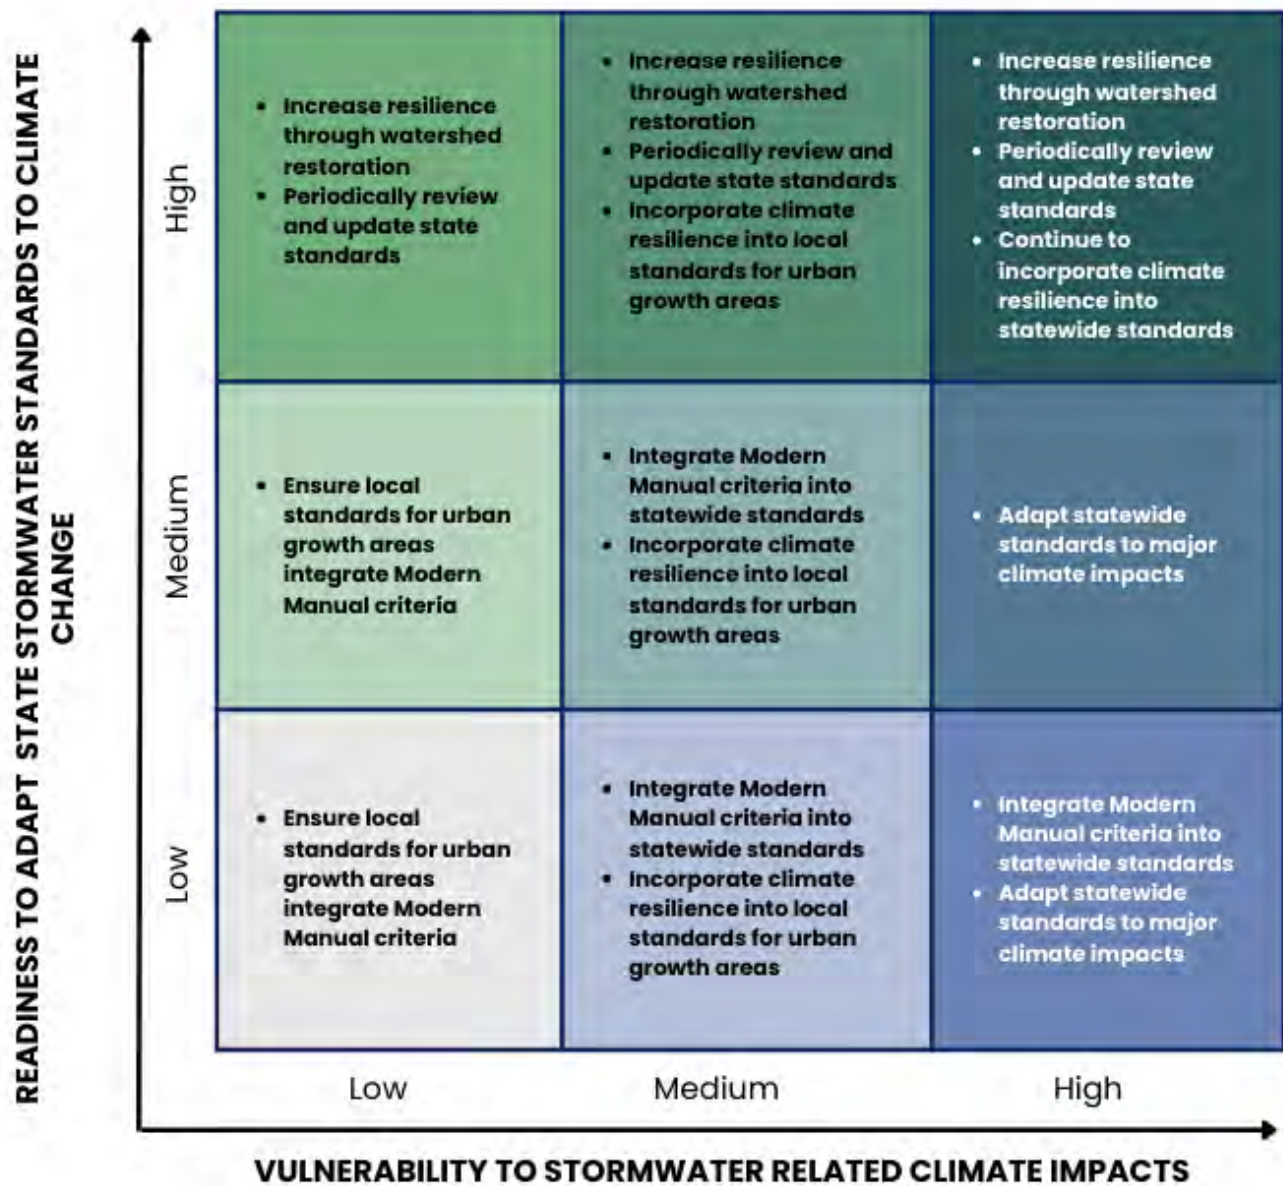 READINESS TO ADAPT STATE STORMWATER STANDARDS TO CLIMATE
CHANGE
High
• Increase resilience
through watershed
restoration
• Periodically review
and update state
standards
• Increase resilience
through watershed
restoration
• Periodically review and
update state standards
• Incorporate climate
resilience into local
standards for urban
growth areas
• Increase resilience
through watershed
restoration
• Periodically review
and update state
standards
• Continue to
incorporate climate
resilience into
statewide standards
Medium
• Ensure local
standards for urban
growth areas
integrate Modern
Manual criteria
• Integrate Modern
Manual criteria into
statewide standards
• Incorporate climate
resilience into local
standards for urban
growth areas
• Adapt statewide
standards to major
climate impacts
Low
• Ensure local
standards for urban
growth areas
integrate Modern
Manual criteria
• Integrate Modern
Manual criteria into
statewide standards
• Incorporate climate
resilience into local
standards for urban
growth areas
• Integrate Modern
Manual criteria into
statewide standards
• Adapt statewide
standards to major
climate impacts
Low
Medium
High
VULNERABILITY TO STORMWATER RELATED CLIMATE IMPACTS